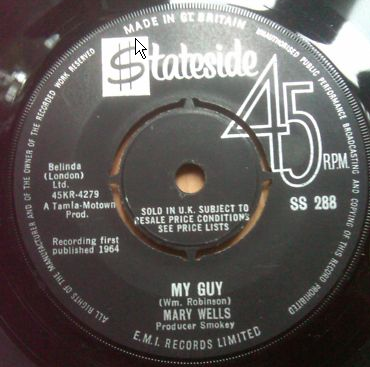 MADE IN GT. BRITAIN
$tateside
45
R.P.M.
SS 288
Belinda
(London)
Ltd.
45KR-4279
A Tamla-Motown
Prod.
Recording first
published 1964
SOLD IN U.K. SUBJECT TO
RESALE PRICE CONDITIONS
SEE PRICE LISTS
MY GUY
(Wm. Robinson)
MARY WELLS
Producer Smokey
E.M.I. RECORDS LIMITED
ALL RIGHTS OF THE MANUFACTURER AND OF THE OWNER OF THE RECORDED WORK RESERVED
UNAUTHORISED PUBLIC PERFORMANCE BROADCASTING AND COPYING OF THIS RECORD PROHIBITED